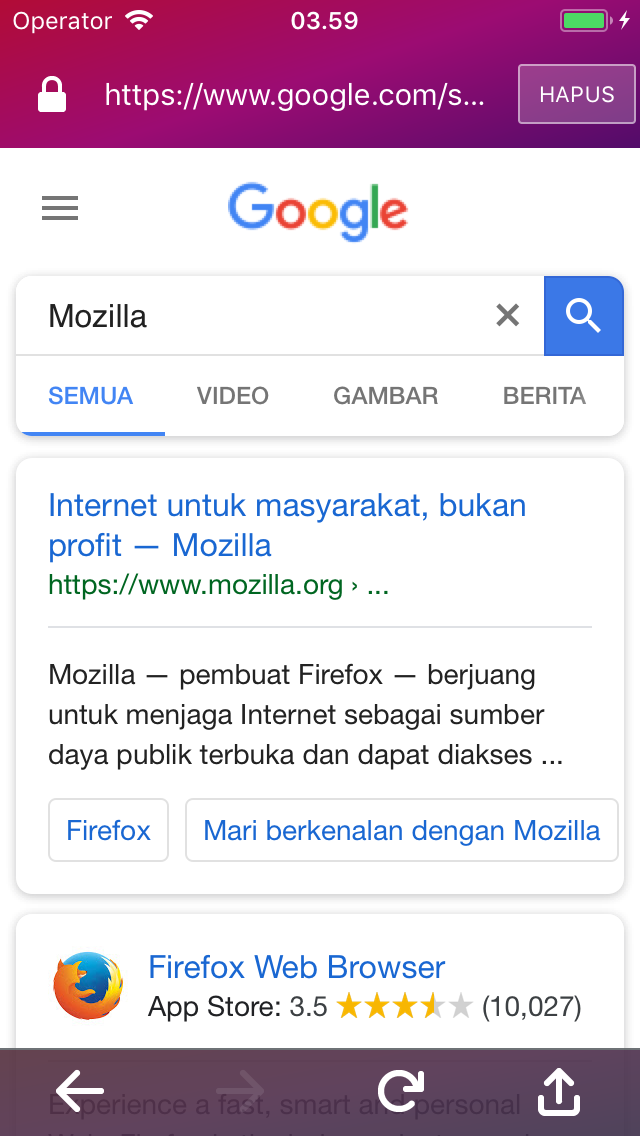 Operator 03.59
https://www.google.com/s... HAPUS
Google
Mozilla
SEMUA VIDEO GAMBAR BERITA
Internet untuk masyarakat, bukan
profit — Mozilla
https://www.mozilla.org › ...
Mozilla — pembuat Firefox — berjuang
untuk menjaga Internet sebagai sumber
daya publik terbuka dan dapat diakses ...
Firefox Mari berkenalan dengan Mozilla
Firefox Web Browser
App Store: 3.5 (10,027)
Experience a fast, smart and personal